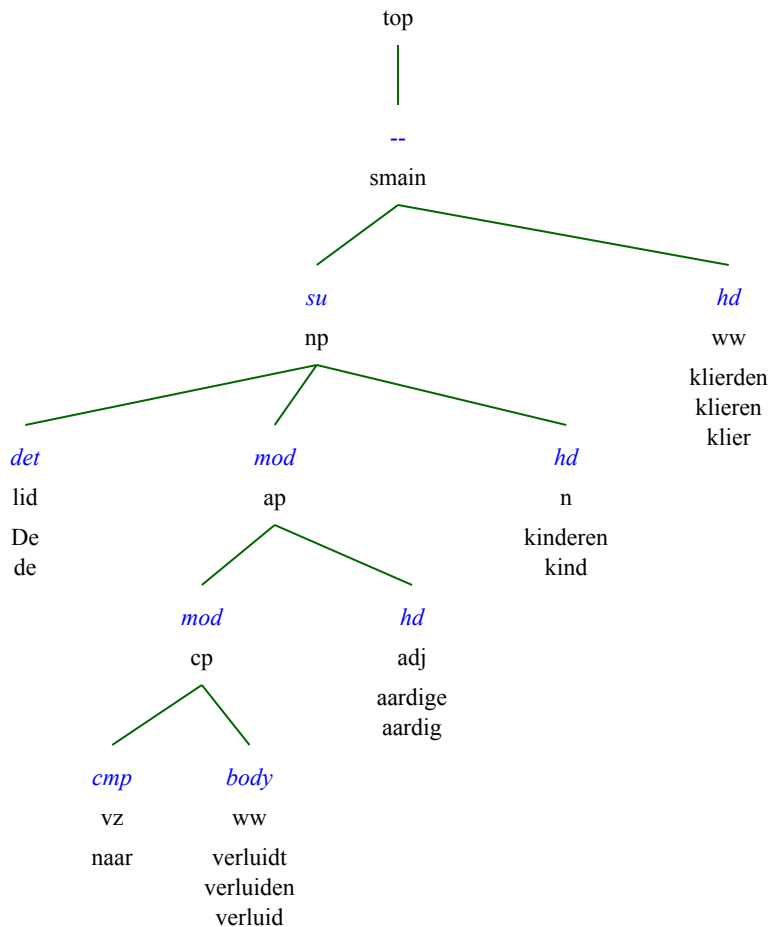 top
--
smain
su hd
np ww
klierden
klieren
klier
det mod hd
lid ap n
De kinderen
de kind
mod hd
cp adj
aardige
aardig
cmp body
vz ww
naar verluidt
verluiden
verluid